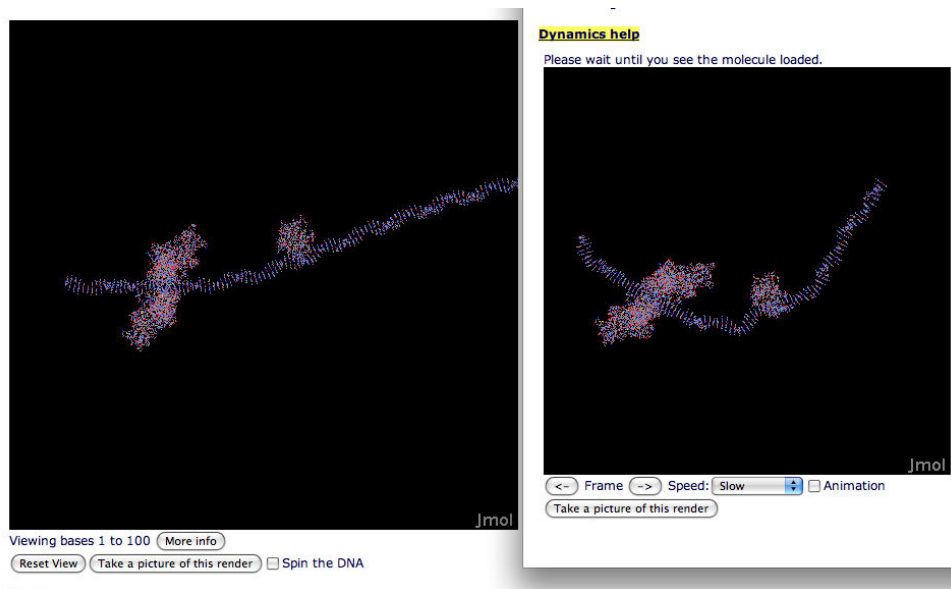 Jmol
Viewing bases 1 to 100 More info
Reset View Take a picture of this render Spin the DNA
Dynamics help
Please wait until you see the molecule loaded.
Jmol
<- Frame -> Speed: Slow Animation
Take a picture of this render